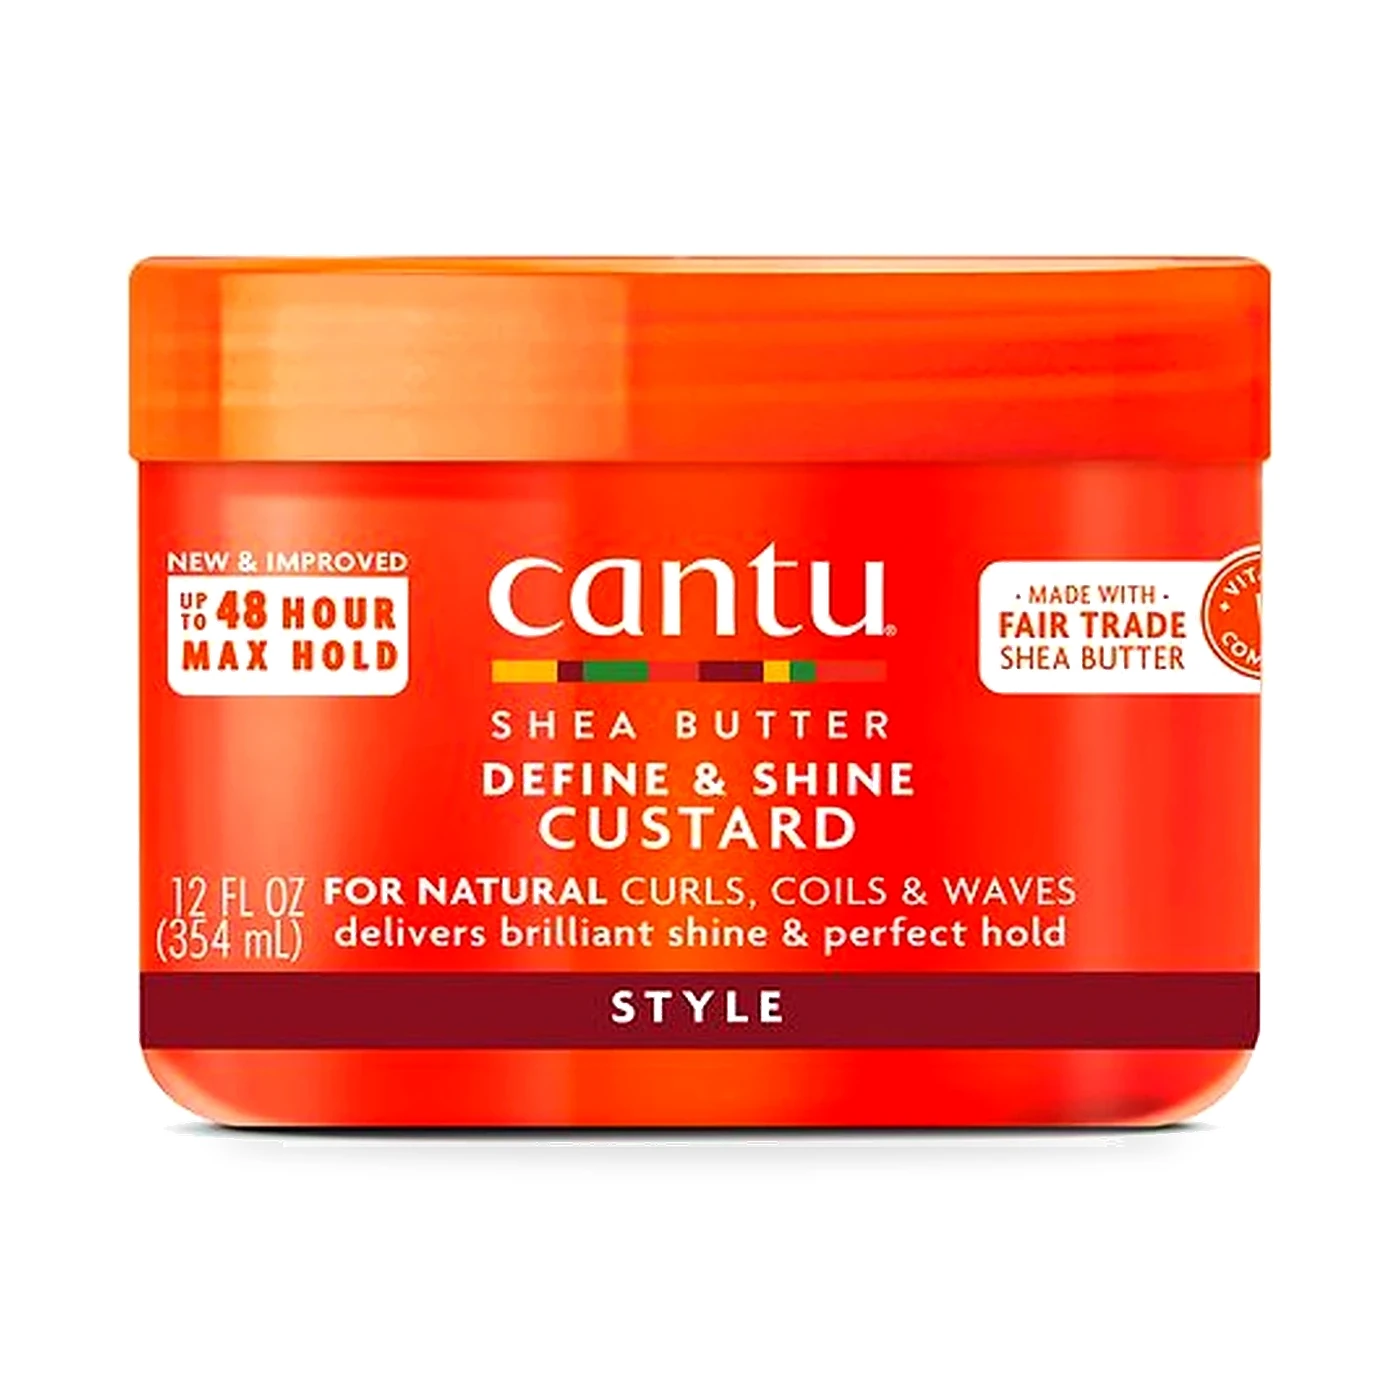 NEW & IMPROVED
UP TO 48 HOUR
MAX HOLD
cantu®
· MADE WITH ·
FAIR TRADE
SHEA BUTTER
SHEA BUTTER
DEFINE & SHINE
CUSTARD
12 FL OZ
(354 mL)
FOR NATURAL CURLS, COILS & WAVES
delivers brilliant shine & perfect hold
STYLE